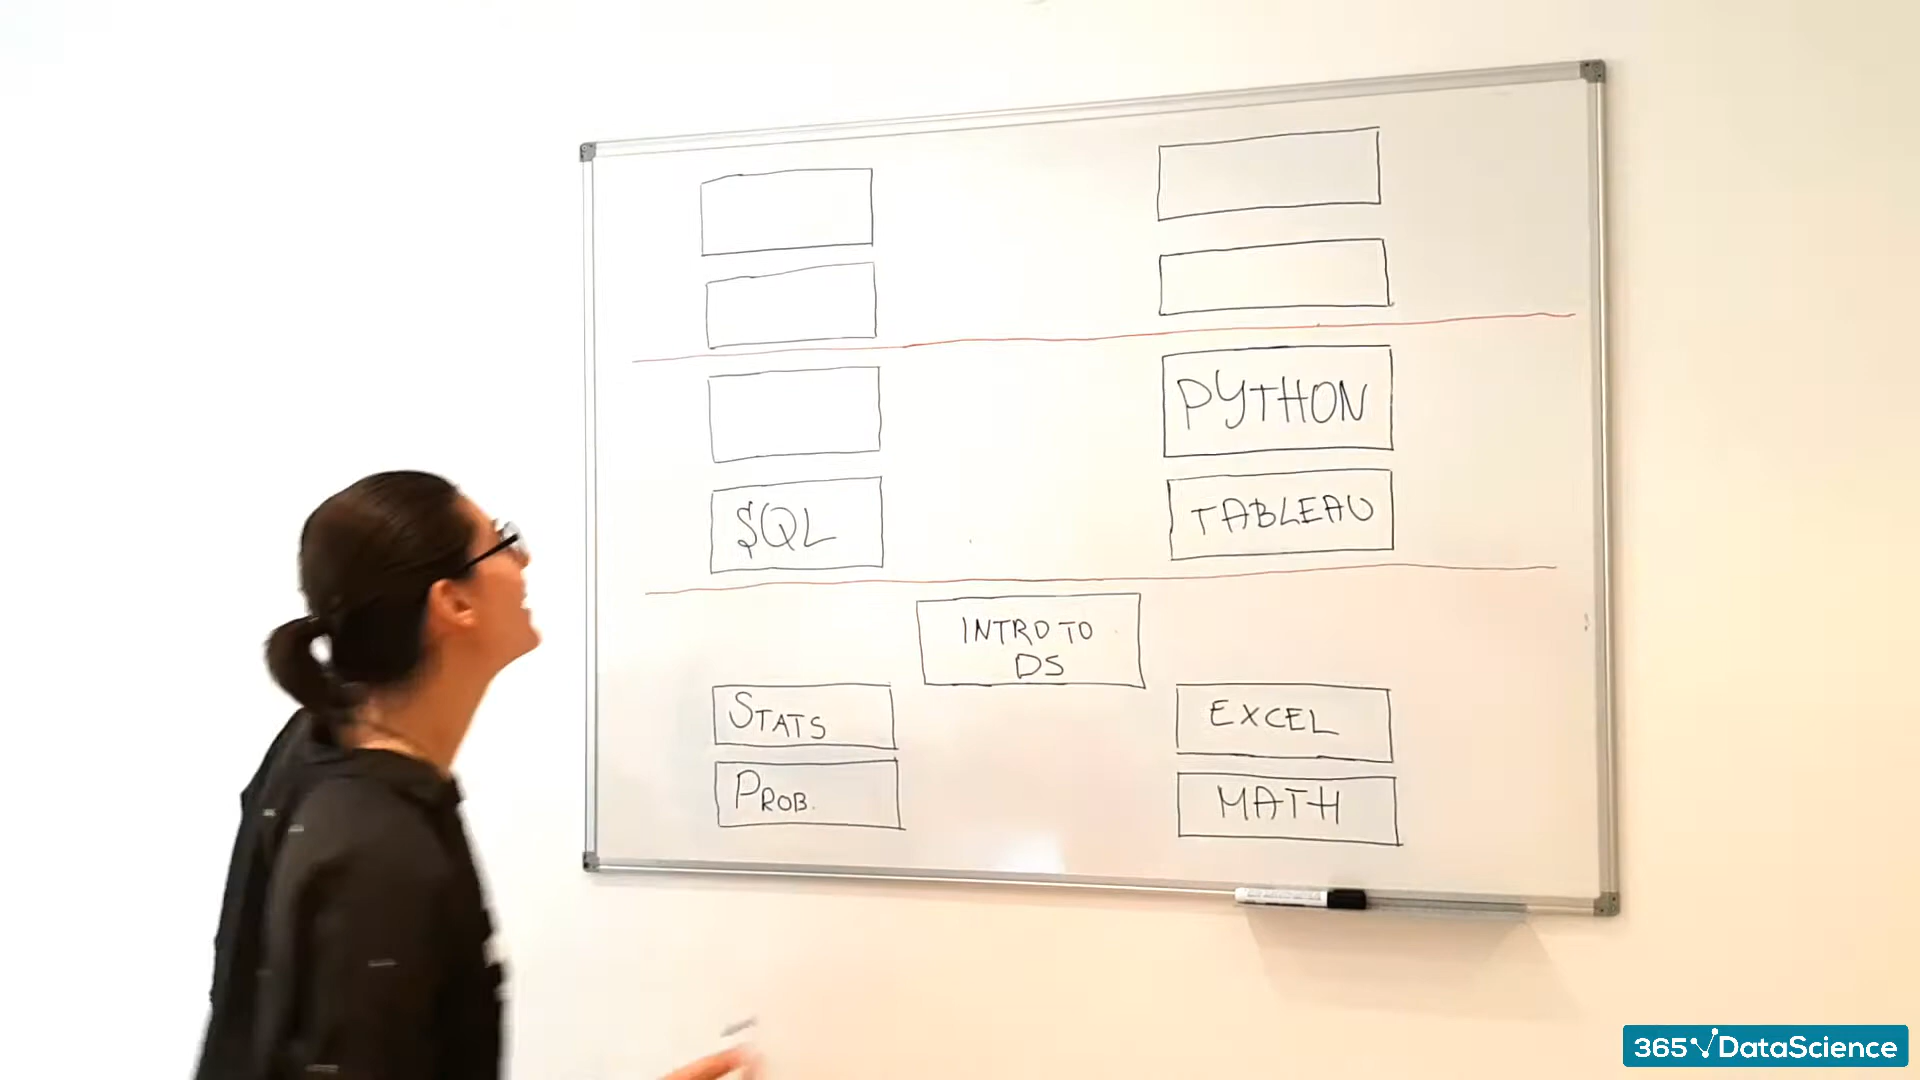 PYTHON
SQL
TABLEAU
INTRO TO
DS
STATS
EXCEL
PROB.
MATH
365 DataScience